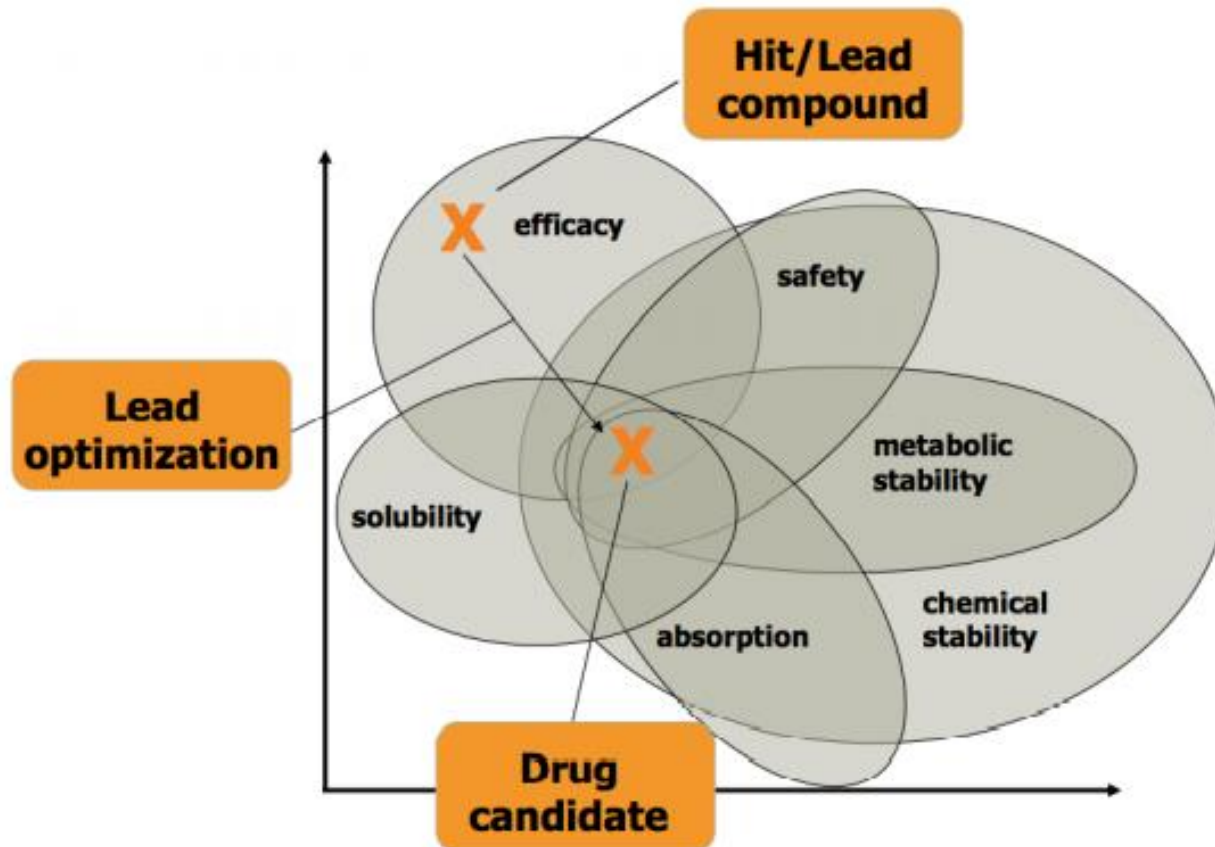 Hit/Lead
compound
X
efficacy
safety
Lead
optimization
X
metabolic
stability
solubility
chemical
stability
absorption
Drug
candidate